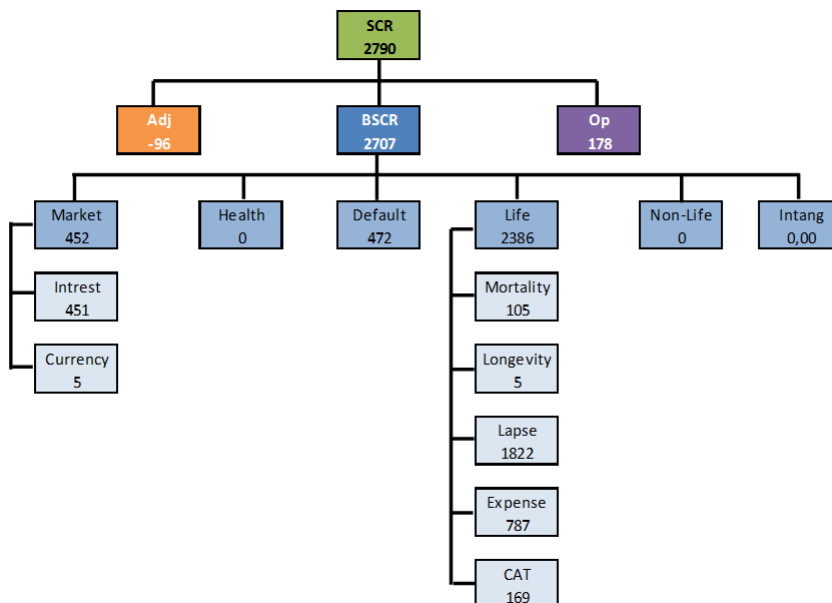 SCR
2790
Adj
-96
BSCR
2707
Op
178
Market
452
Health
0
Default
472
Life
2386
Non-Life
0
Intang
0,00
Intrest
451
Mortality
105
Currency
5
Longevity
5
Lapse
1822
Expense
787
CAT
169